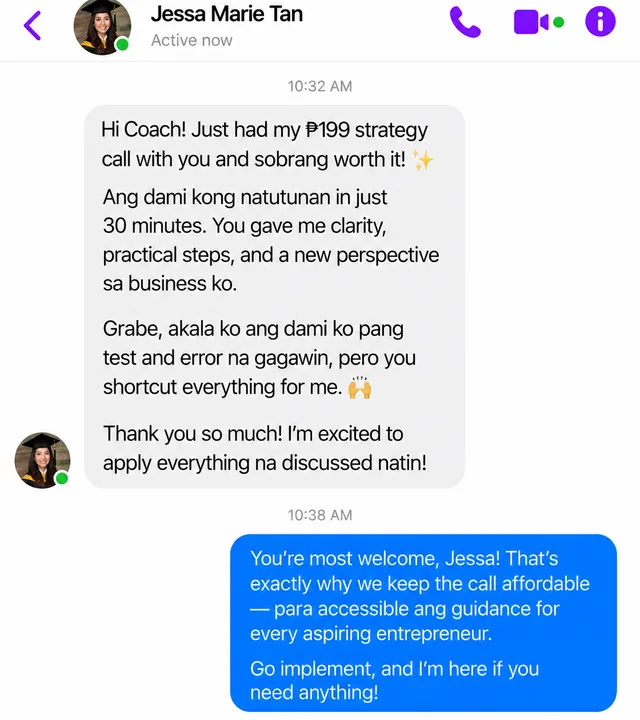 Jessa Marie Tan
Active now
10:32 AM
Hi Coach! Just had my ₱199 strategy
call with you and sobrang worth it! ✨
Ang dami kong natutunan in just
30 minutes. You gave me clarity,
practical steps, and a new perspective
sa business ko.
Grabe, akala ko ang dami ko pang
test and error na gagawin, pero you
shortcut everything for me. 🙌
Thank you so much! I'm excited to
apply everything na discussed natin!
10:38 AM
You're most welcome, Jessa! That's
exactly why we keep the call affordable
— para accessible ang guidance for
every aspiring entrepreneur.
Go implement, and I'm here if you
need anything!